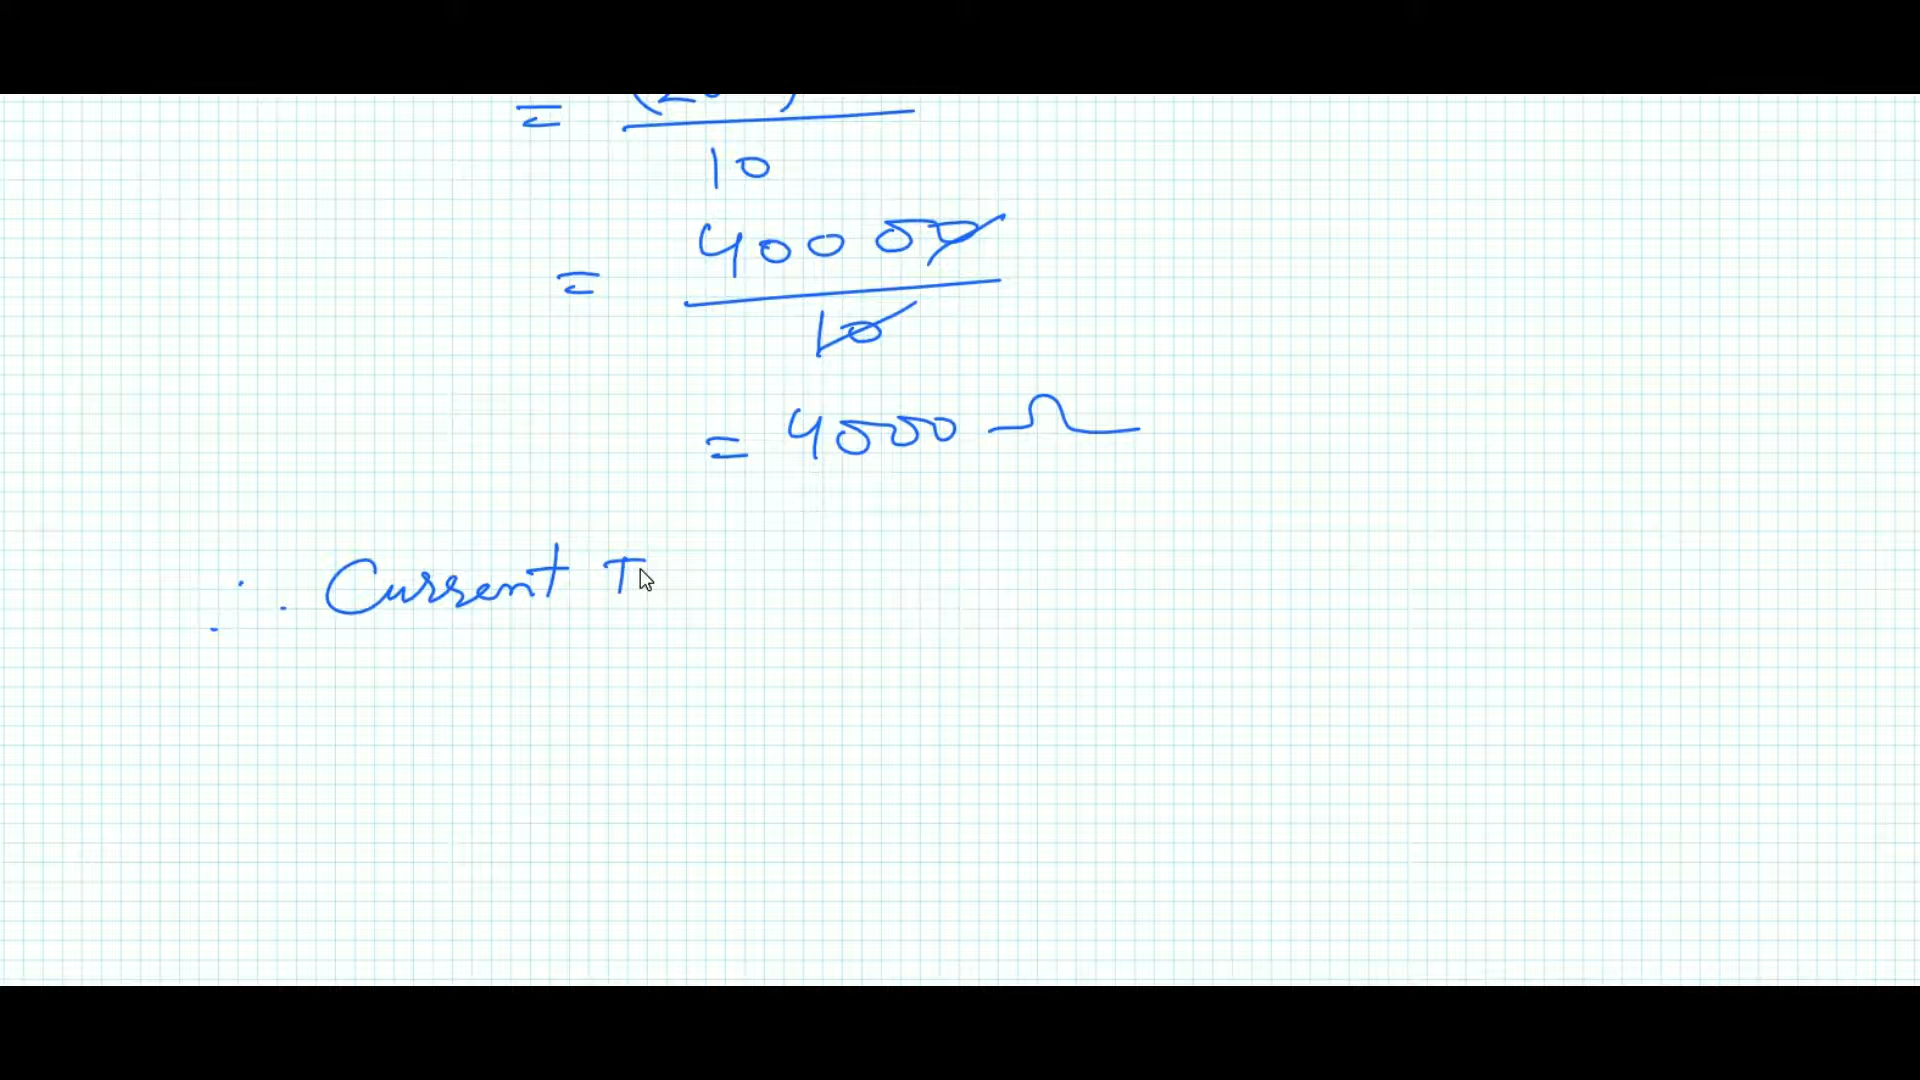 =
10
= 40000
10
= 4000 Ω
∴ Current I